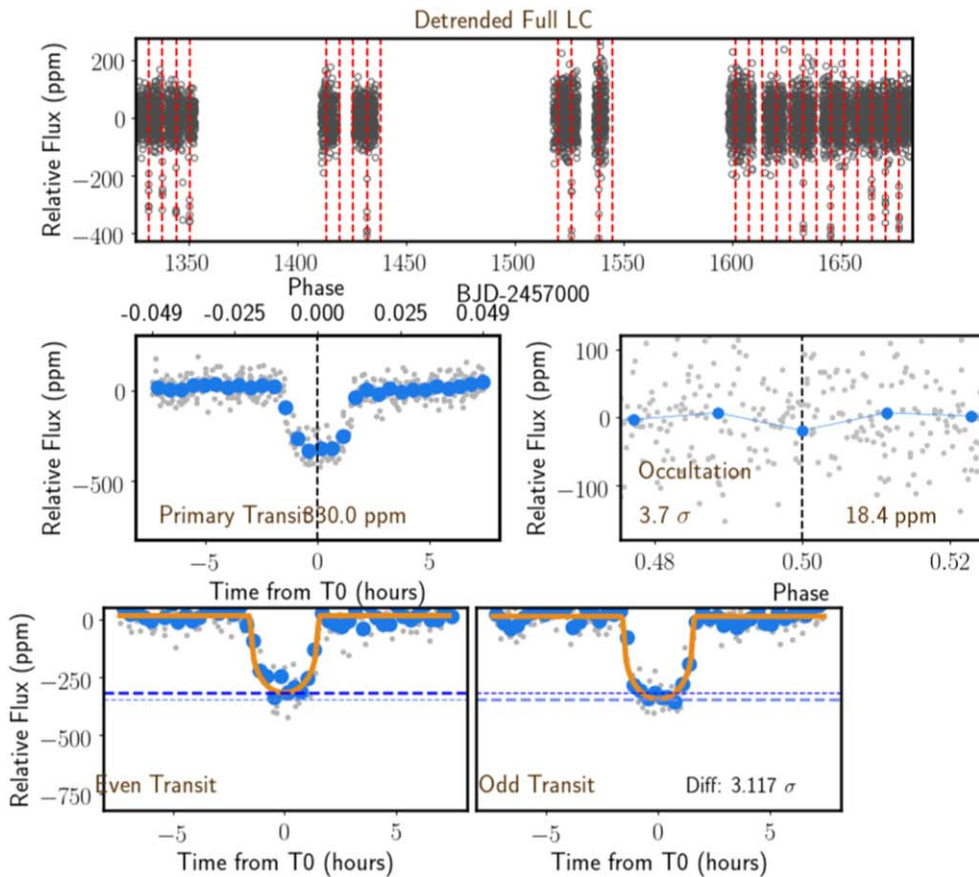 Detrended Full LC
Relative Flux (ppm)
200
0
−200
−400
1350
1400
1450
1500
1550
1600
1650
BJD-2457000
Phase
-0.049
-0.025
0.000
0.025
0.049
Relative Flux (ppm)
0
−500
Primary Transit
330.0 ppm
−5
0
5
Time from T0 (hours)
Relative Flux (ppm)
100
0
−100
Occultation
3.7 σ
18.4 ppm
0.48
0.50
0.52
Phase
Relative Flux (ppm)
0
−250
−500
−750
Even Transit
−5
0
5
Time from T0 (hours)
Odd Transit
Diff: 3.117 σ
−5
0
5
Time from T0 (hours)